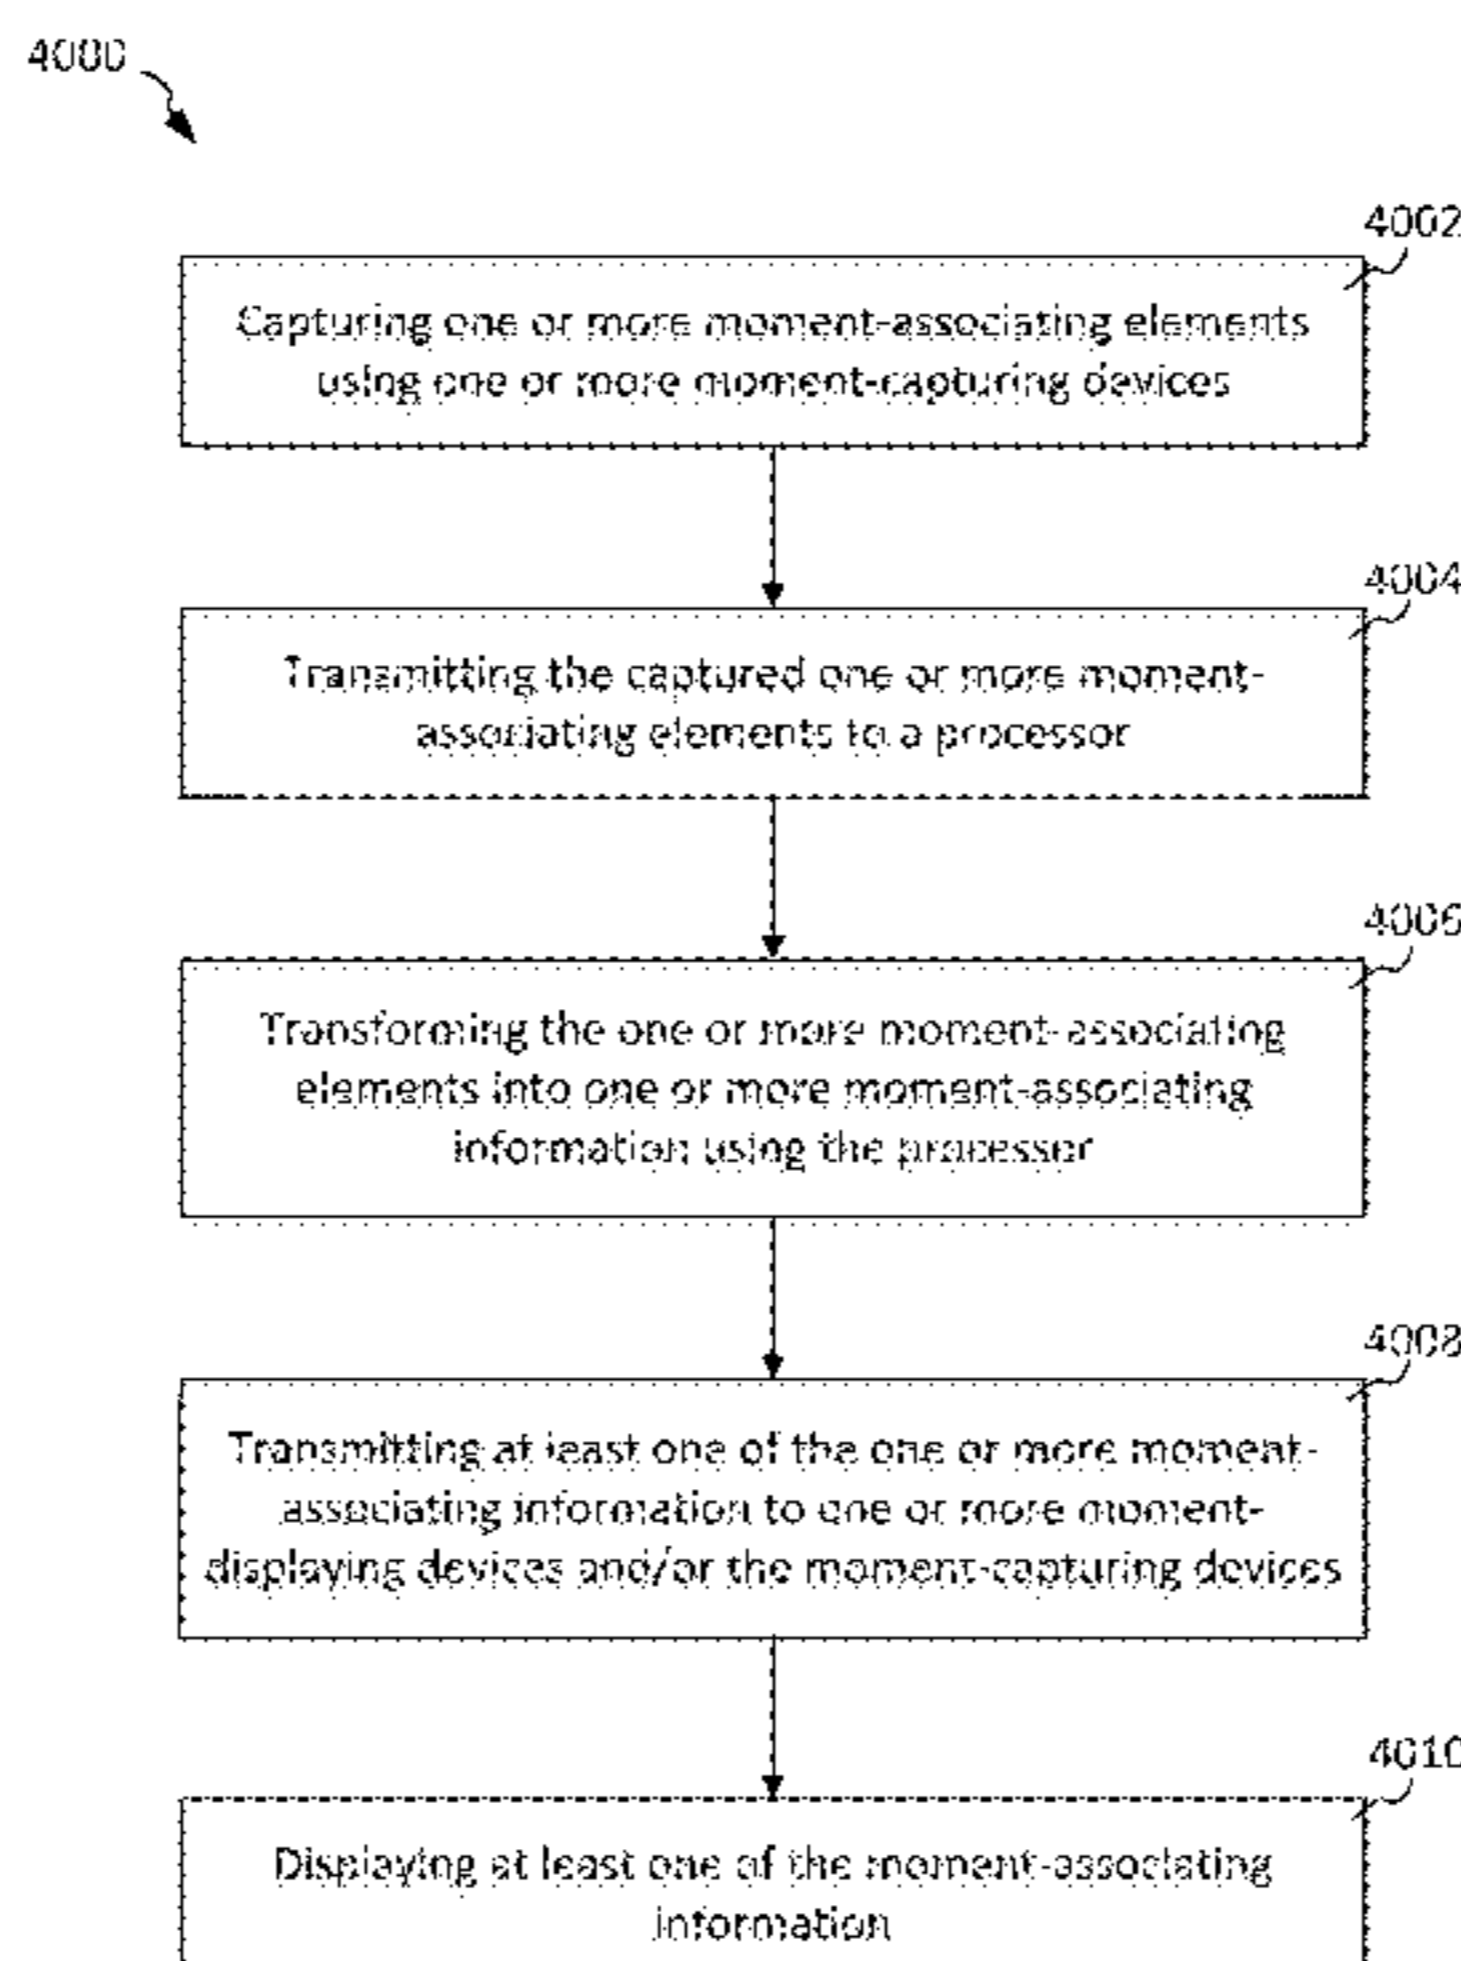 4000
4002
Capturing one or more moment-associating elements
using one or more moment-capturing devices
4004
Transmitting the captured one or more moment-
associating elements to a processor
4006
Transforming the one or more moment-associating
elements into one or more moment-associating
information using the processor
4008
Transmitting at least one of the one or more moment-
associating information to one or more moment-
displaying devices and/or the moment-capturing devices
4010
Displaying at least one of the moment-associating
information